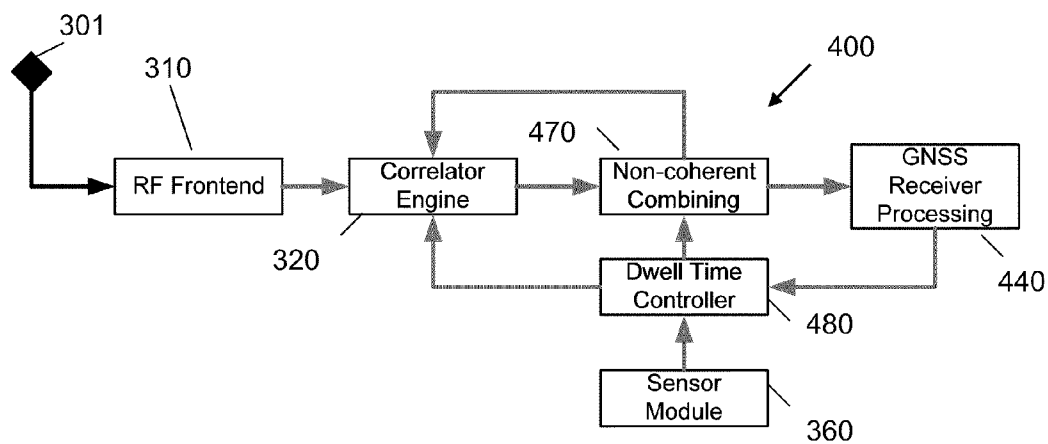 301
400
310
470
RF Frontend
Correlator
Engine
Non-coherent
Combining
GNSS
Receiver
Processing
320
Dwell Time
Controller
440
480
Sensor
Module
360